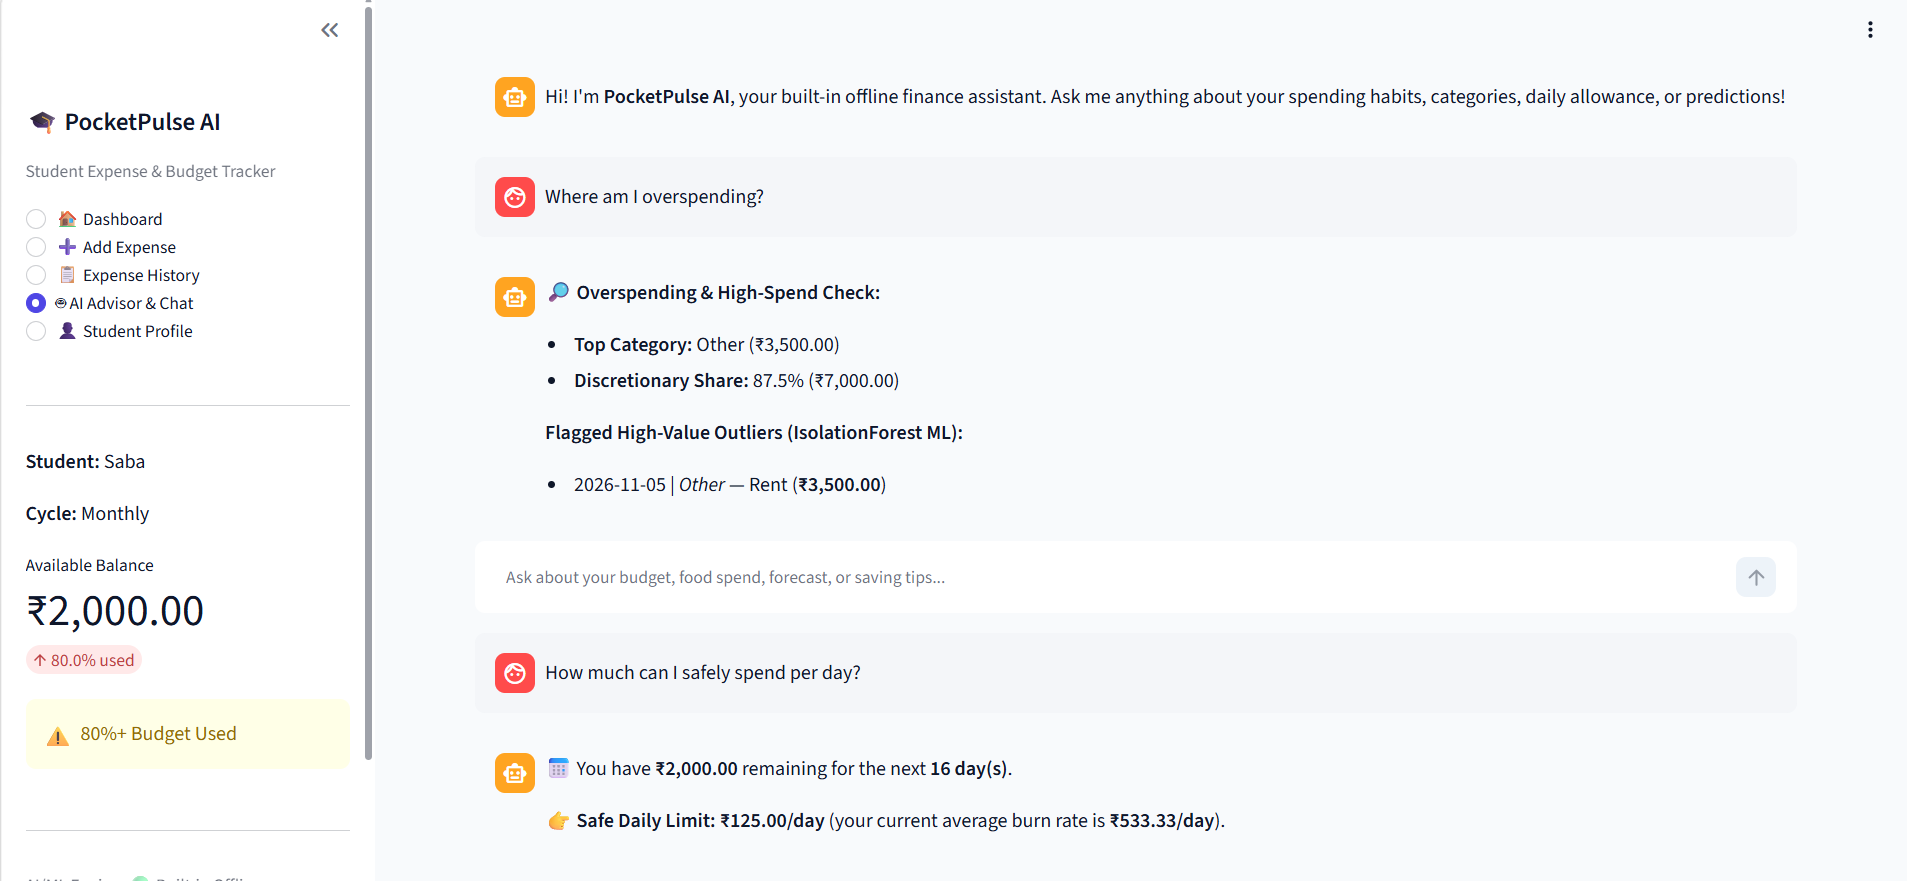 PocketPulse AI
Student Expense & Budget Tracker
Dashboard
Add Expense
Expense History
AI Advisor & Chat
Student Profile
Student: Saba
Cycle: Monthly
Available Balance
₹2,000.00
↑ 80.0% used
80%+ Budget Used
Hi! I'm PocketPulse AI, your built-in offline finance assistant. Ask me anything about your spending habits, categories, daily allowance, or predictions!
Where am I overspending?
Overspending & High-Spend Check:
• Top Category: Other (₹3,500.00)
• Discretionary Share: 87.5% (₹7,000.00)
Flagged High-Value Outliers (IsolationForest ML):
• 2026-11-05 | Other — Rent (₹3,500.00)
Ask about your budget, food spend, forecast, or saving tips...
How much can I safely spend per day?
You have ₹2,000.00 remaining for the next 16 day(s).
Safe Daily Limit: ₹125.00/day (your current average burn rate is ₹533.33/day).